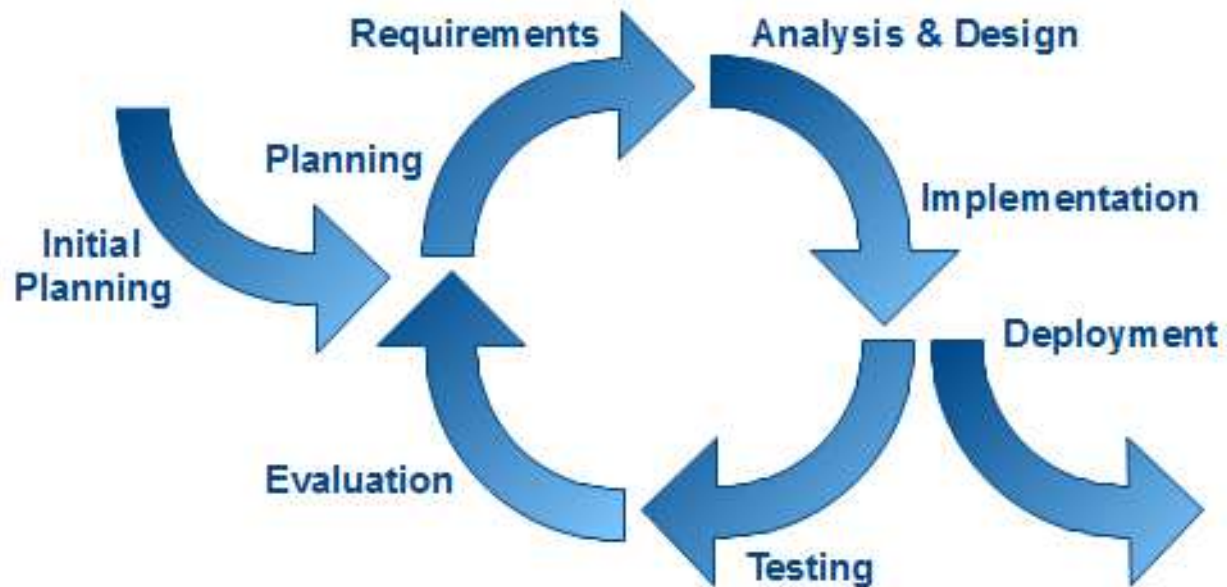 Requirements
Analysis & Design
Planning
Implementation
Initial
Planning
Deployment
Evaluation
Testing